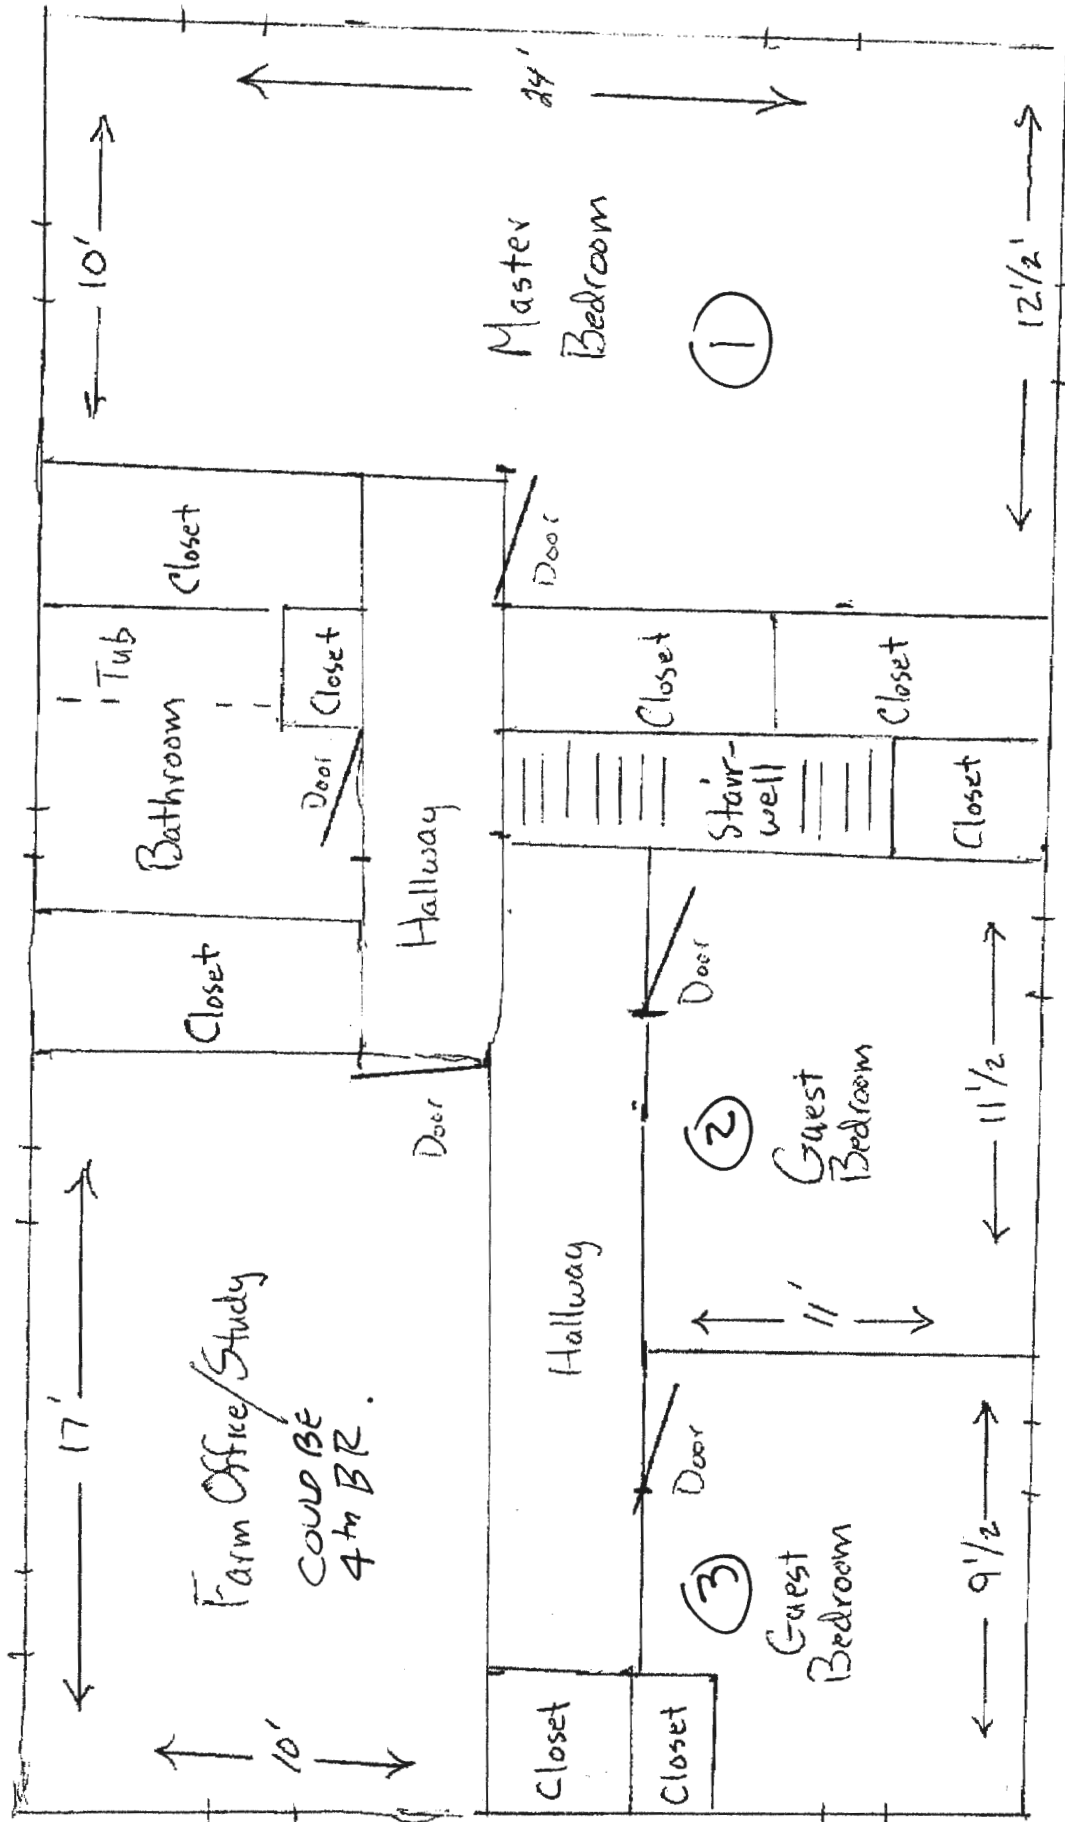 17'
10'
Farm Office/Study
COULD BE
4th BR.
10'
Closet
Bathroom
Tub
Closet
Door
Closet
Door
Hallway
Master
Bedroom
1
24'
Closet
Closet
Hallway
Door
Door
Door
Stair-
well
Closet
Closet
Closet
3
Guest
Bedroom
2
Guest
Bedroom
11'
9 1/2
11 1/2
12 1/2'